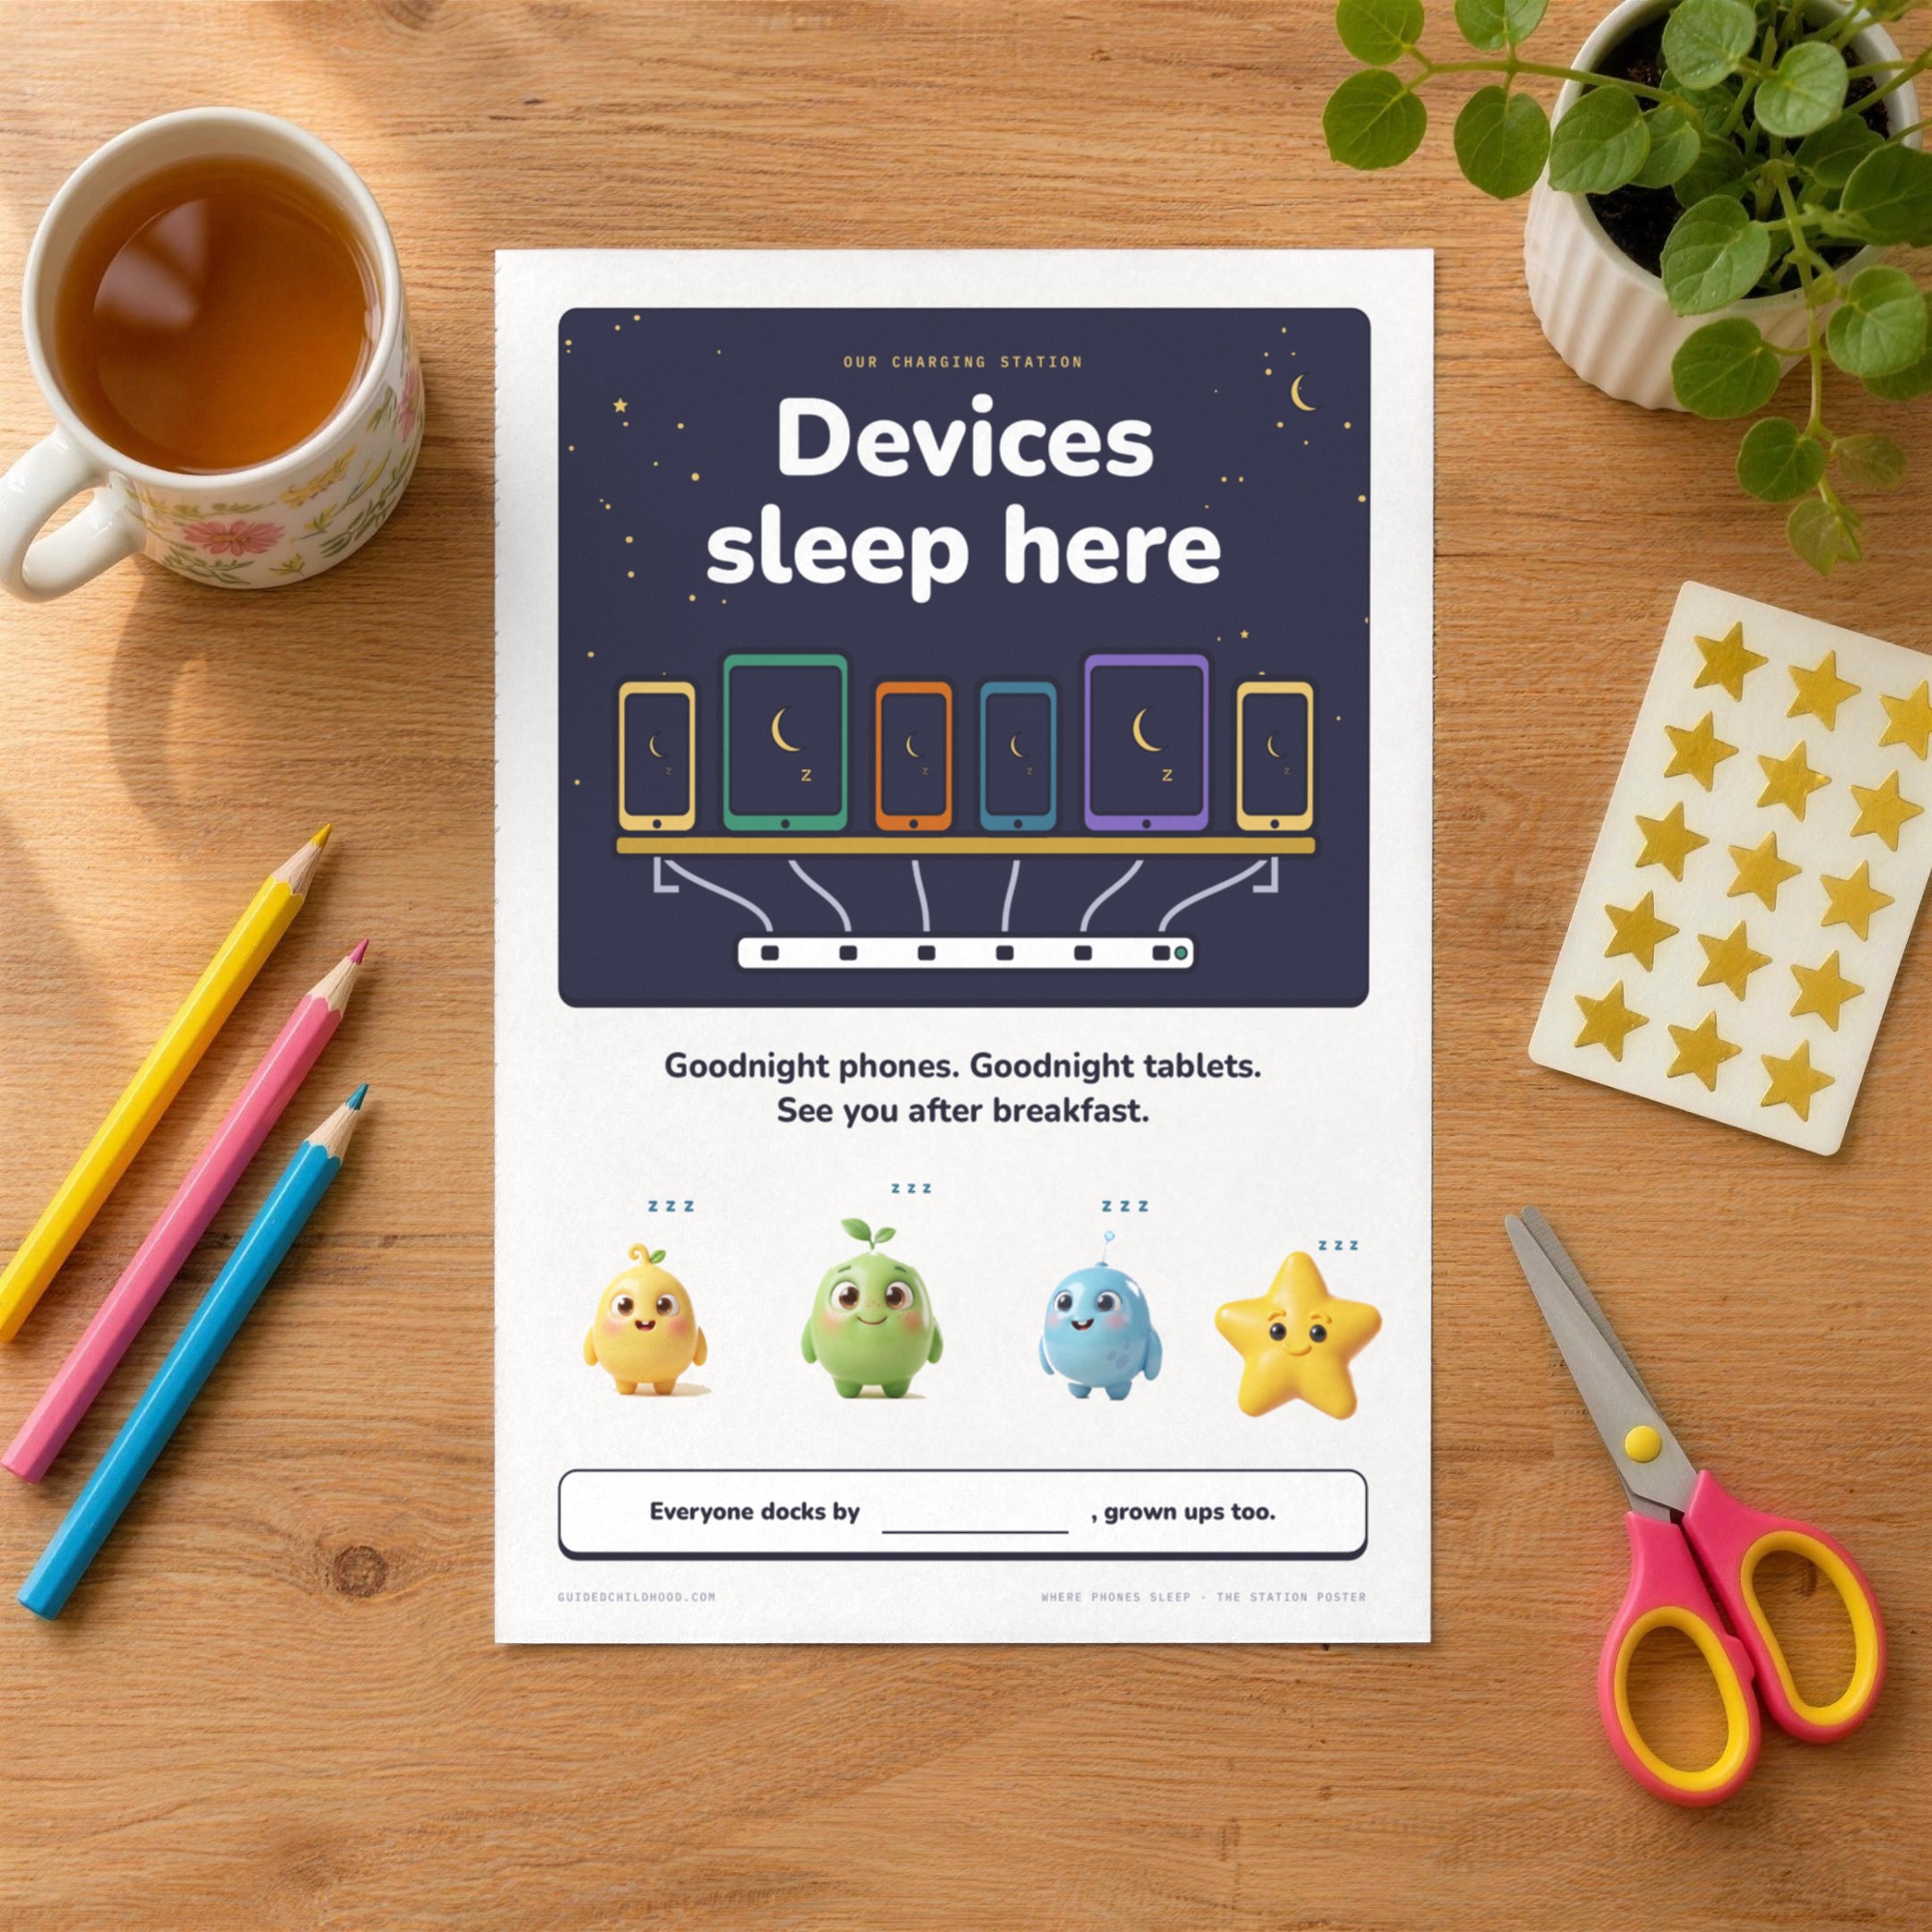 OUR CHARGING STATION
Devices
sleep here
z
z
z
z
z
z
Goodnight phones. Goodnight tablets.
See you after breakfast.
z z z
z z z
z z z
z z z
Everyone docks by ____________ , grown ups too.
GUIDEDCHILDHOOD.COM
WHERE PHONES SLEEP · THE STATION POSTER